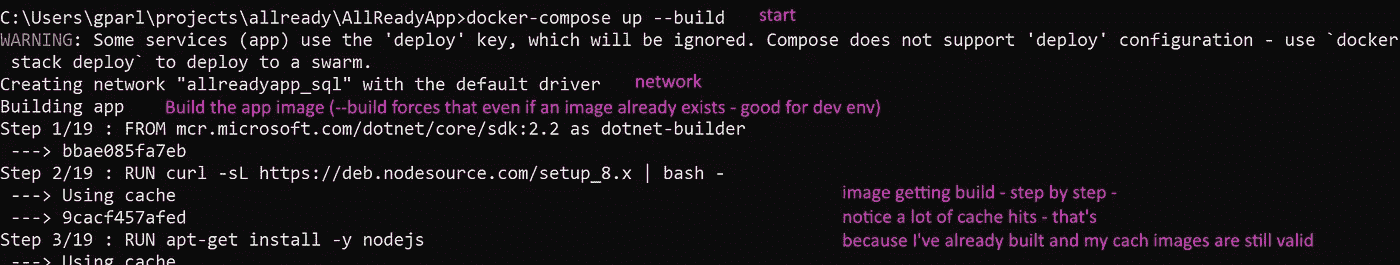 C:\Users\gparl\projects\allready\AllReadyApp>docker-compose up --build start
WARNING: Some services (app) use the 'deploy' key, which will be ignored. Compose does not support 'deploy' configuration - use `docker
stack deploy` to deploy to a swarm.
Creating network "allreadyapp_sql" with the default driver network
Building app Build the app image (--build forces that even if an image already exists - good for dev env)
Step 1/19 : FROM mcr.microsoft.com/dotnet/core/sdk:2.2 as dotnet-builder
---> bbae085fa7eb
Step 2/19 : RUN curl -sL https://deb.nodesource.com/setup_8.x | bash -
---> Using cache image getting build - step by step -
---> 9cacf457afed notice a lot of cache hits - that's
Step 3/19 : RUN apt-get install -y nodejs because I've already built and my cach images are still valid
---> Using cache